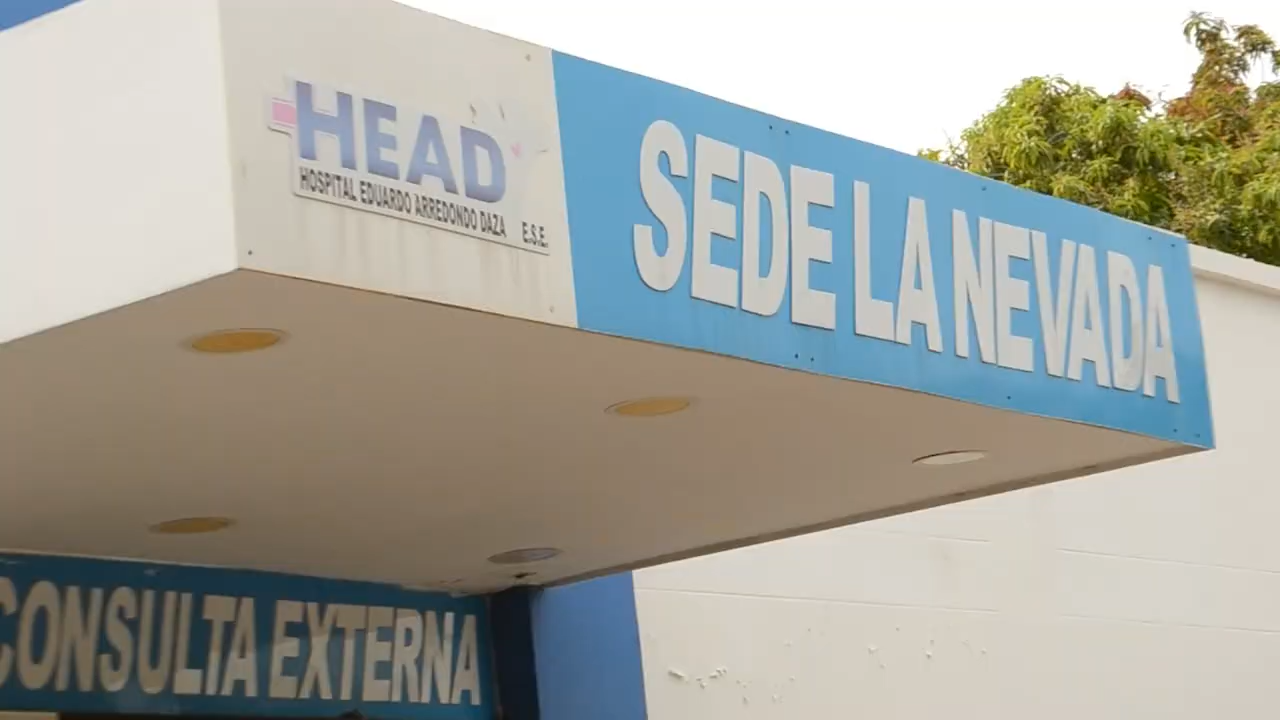 HEAD
HOSPITAL EDUARDO ARREDONDO DAZA E.S.E.
SEDE LA NEVADA
CONSULTA EXTERNA